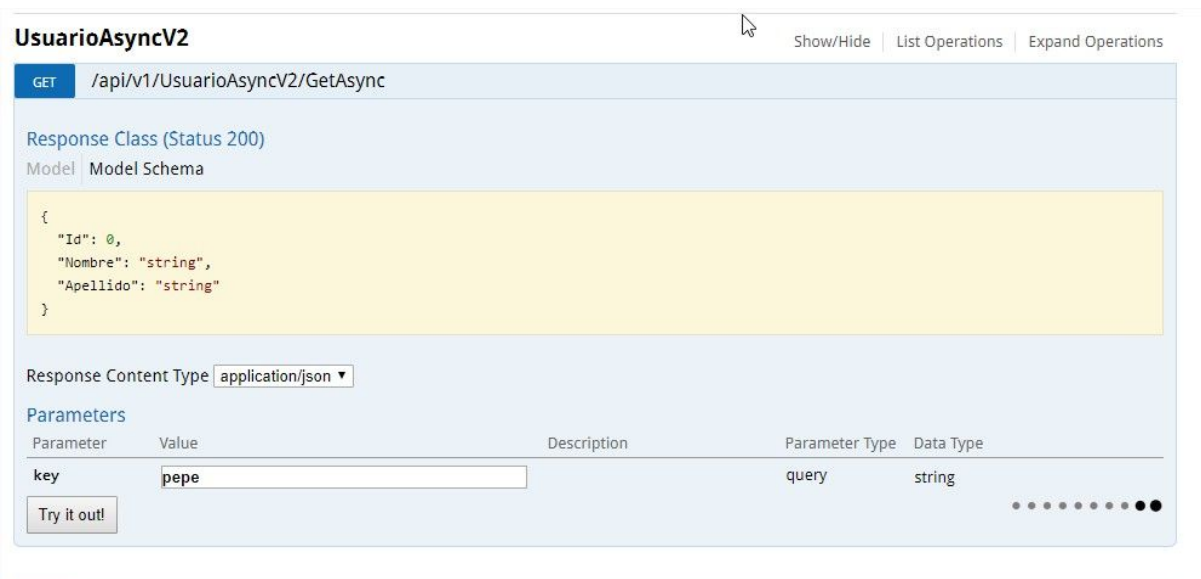 UsuarioAsyncV2 Show/Hide List Operations Expand Operations
GET /api/v1/UsuarioAsyncV2/GetAsync
Response Class (Status 200)
Model Model Schema
{
"Id": 0,
"Nombre": "string",
"Apellido": "string"
}
Response Content Type application/json
Parameters
Parameter Value Description Parameter Type Data Type
key pepe query string
Try it out!